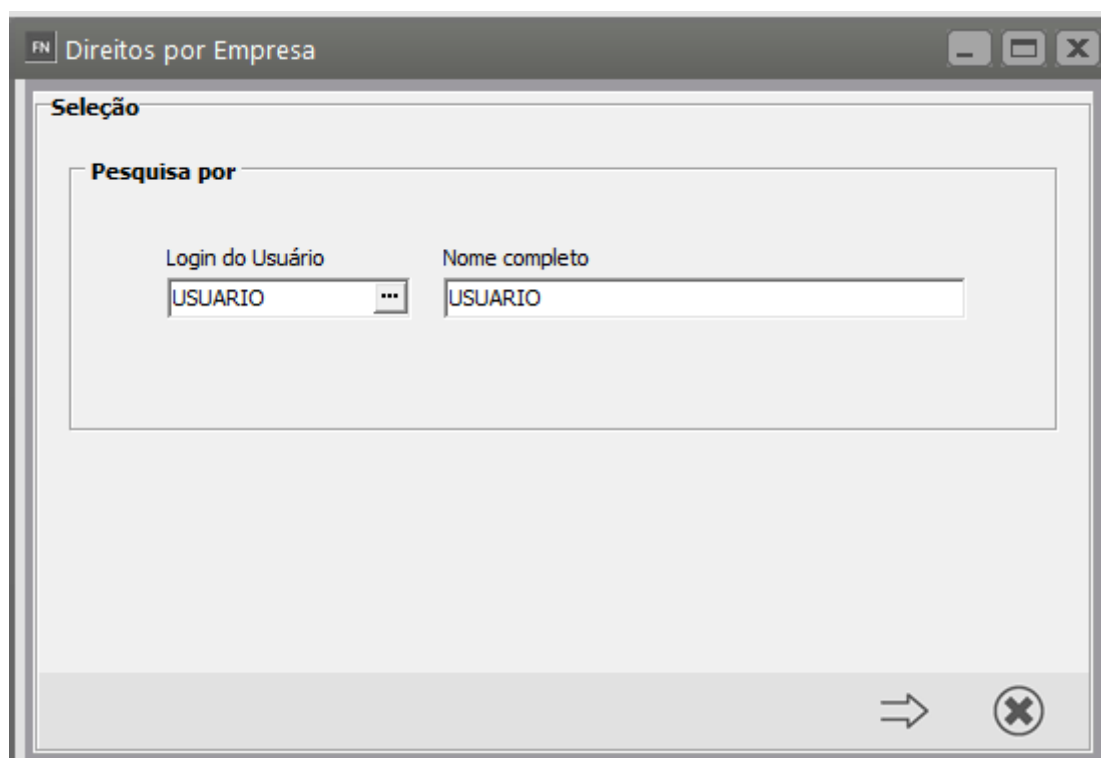 FN Direitos por Empresa
Seleção
Pesquisa por
Login do Usuário Nome completo
USUARIO ... USUARIO